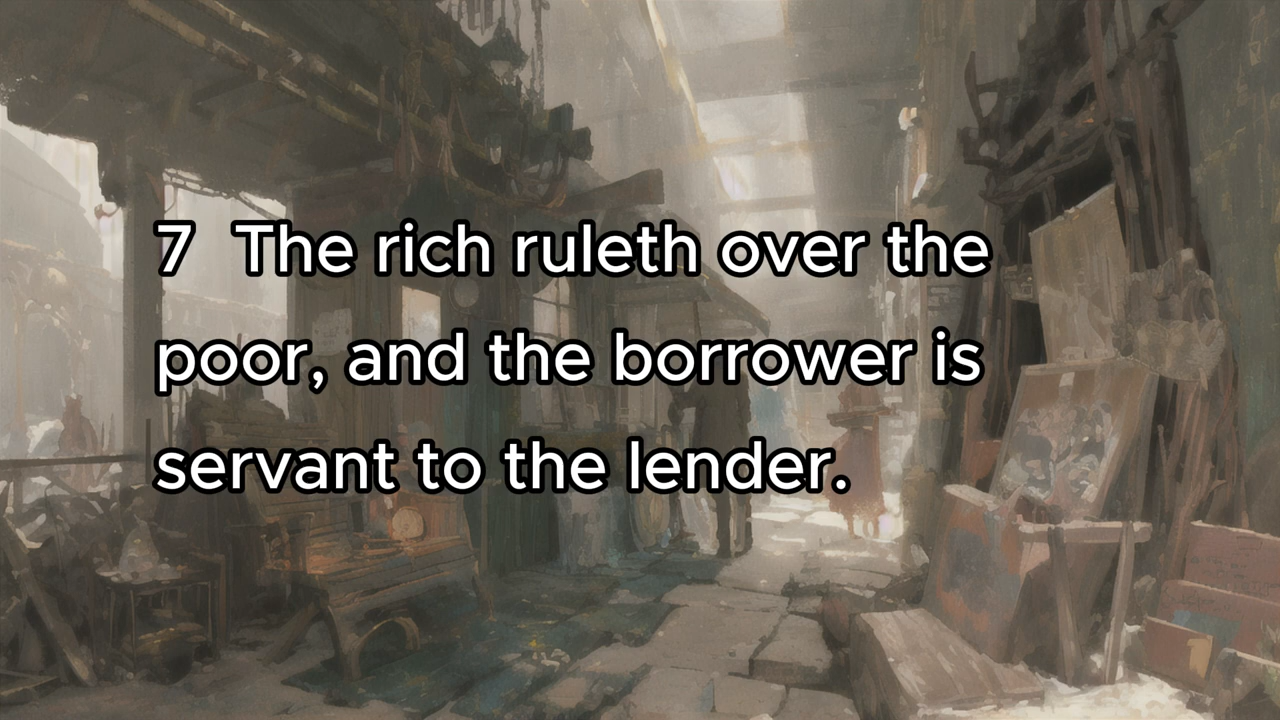 7 The rich ruleth over the
poor, and the borrower is
servant to the lender.